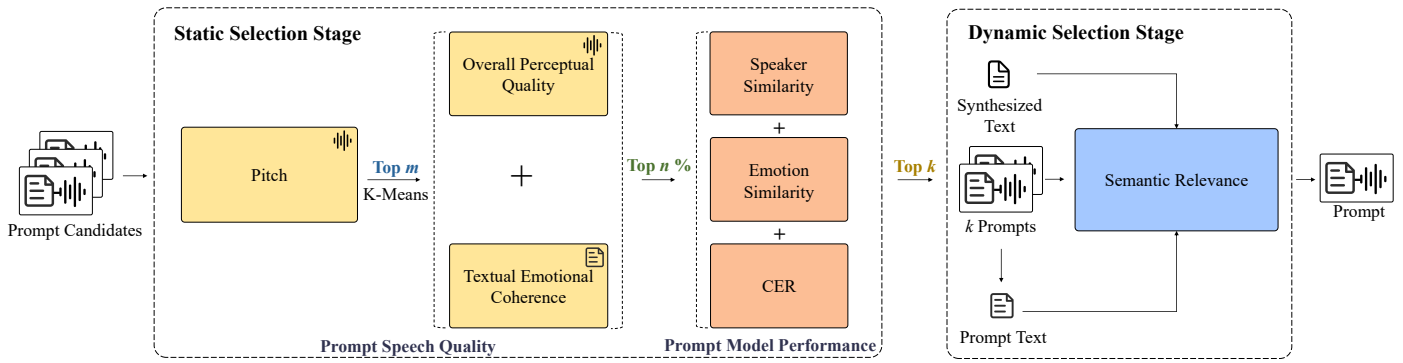 Static Selection Stage
Prompt Candidates
Pitch
Top m
K-Means
Overall Perceptual
Quality
+
Textual Emotional
Coherence
Prompt Speech Quality
Top n %
Speaker
Similarity
+
Emotion
Similarity
+
CER
Prompt Model Performance
Top k
Dynamic Selection Stage
Synthesized
Text
k Prompts
Prompt Text
Semantic Relevance
Prompt